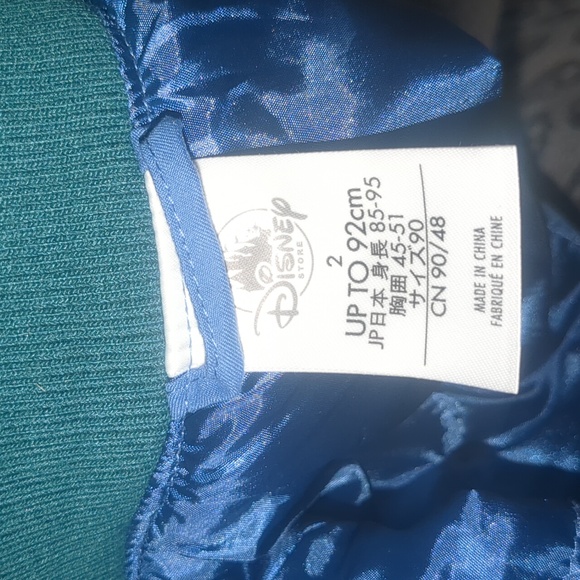 DISNEY
STORE
2
UP TO 92cm
JP日本 身長 85-95
胸囲 45-51
サイズ90
CN 90/48
MADE IN CHINA
FABRIQUÉ EN CHINE